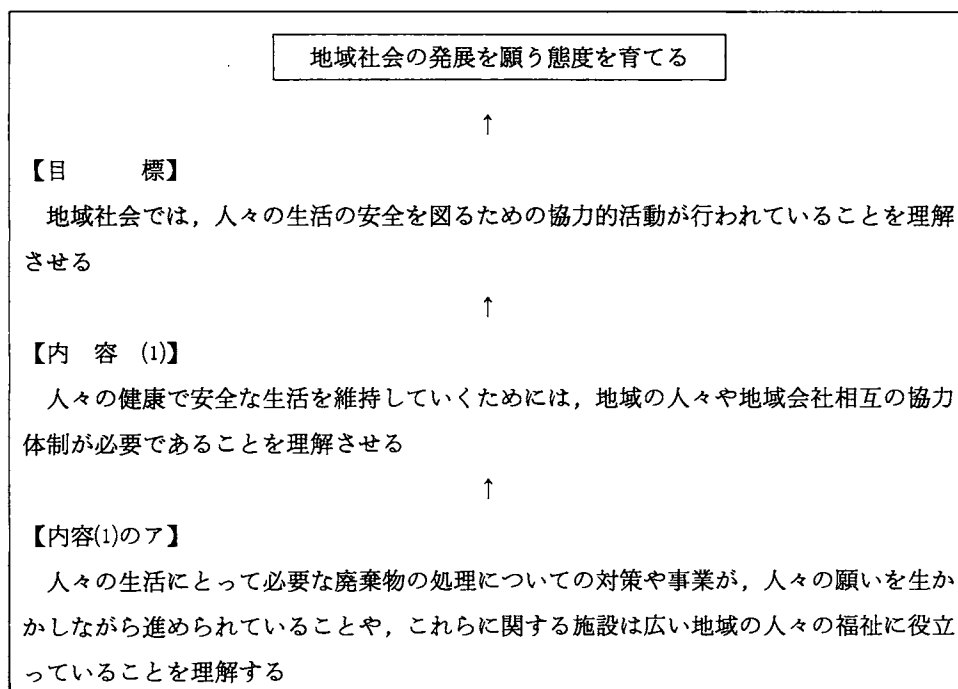 地域社会の発展を願う態度を育てる
↑
【目　　標】
地域社会では，人々の生活の安全を図るための協力的活動が行われていることを理解
させる
↑
【内　容　(1)】
人々の健康で安全な生活を維持していくためには，地域の人々や地域会社相互の協力
体制が必要であることを理解させる
↑
【内容(1)のア】
人々の生活にとって必要な廃棄物の処理についての対策や事業が，人々の願いを生か
かしながら進められていることや，これらに関する施設は広い地域の人々の福祉に役立
っていることを理解する